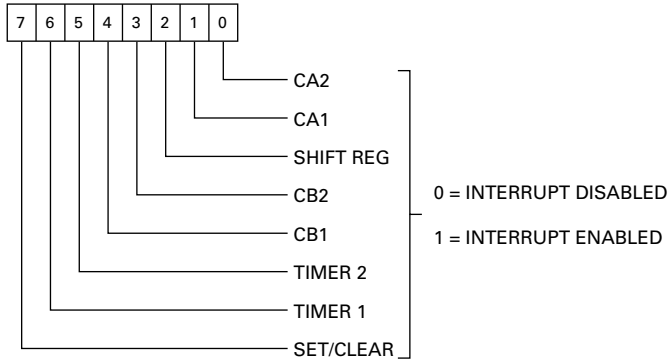 7 6 5 4 3 2 1 0
CA2
CA1
SHIFT REG
CB2
CB1
TIMER 2
TIMER 1
SET/CLEAR
0 = INTERRUPT DISABLED
1 = INTERRUPT ENABLED